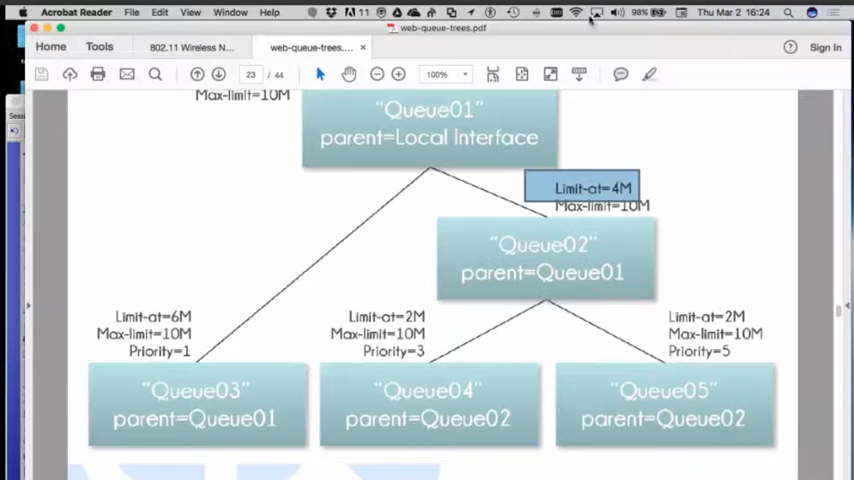 Acrobat Reader File Edit View Window Help 11 98% Thu Mar 2 16:24
web-queue-trees.pdf
Home Tools 802.11 Wireless N... web-queue-trees.... × Sign In
23 / 44 100%
Max-limit=10M
"Queue01"
parent=Local Interface
Limit-at=4M
Max-limit=10M
"Queue02"
parent=Queue01
Limit-at=6M
Max-limit=10M
Priority=1
Limit-at=2M
Max-limit=10M
Priority=3
Limit-at=2M
Max-limit=10M
Priority=5
"Queue03"
parent=Queue01
"Queue04"
parent=Queue02
"Queue05"
parent=Queue02